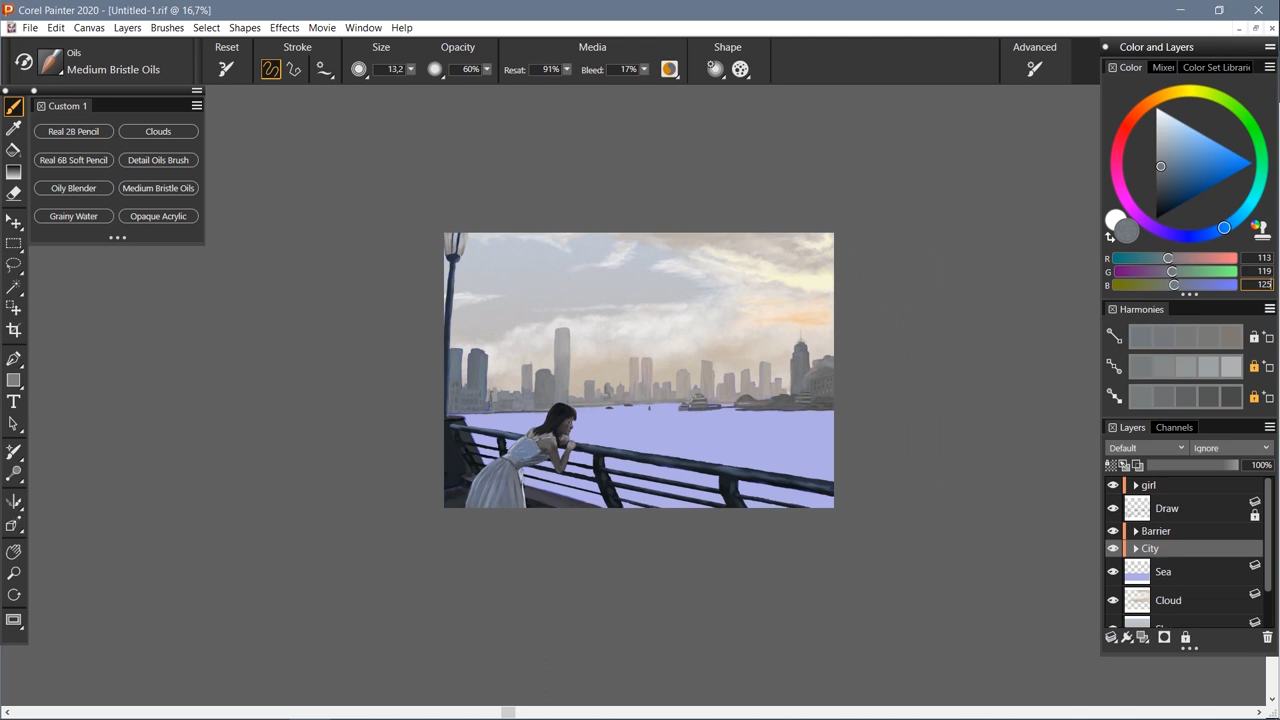 Corel Painter 2020 - [Untitled-1.rif @ 16,7%]
File Edit Canvas Layers Brushes Select Shapes Effects Movie Window Help
Oils
Medium Bristle Oils
Reset
Stroke
Size
13,2
Opacity
60%
Media
Resat: 91% Bleed: 17%
Shape
Advanced
Custom 1
Real 2B Pencil Clouds
Real 6B Soft Pencil Detail Oils Brush
Oily Blender Medium Bristle Oils
Grainy Water Opaque Acrylic
T
Color and Layers
Color Mixer Color Set Librari
R 113
G 119
B 125
Harmonies
Layers Channels
Default Ignore
100%
girl
Draw
Barrier
City
Sea
Cloud